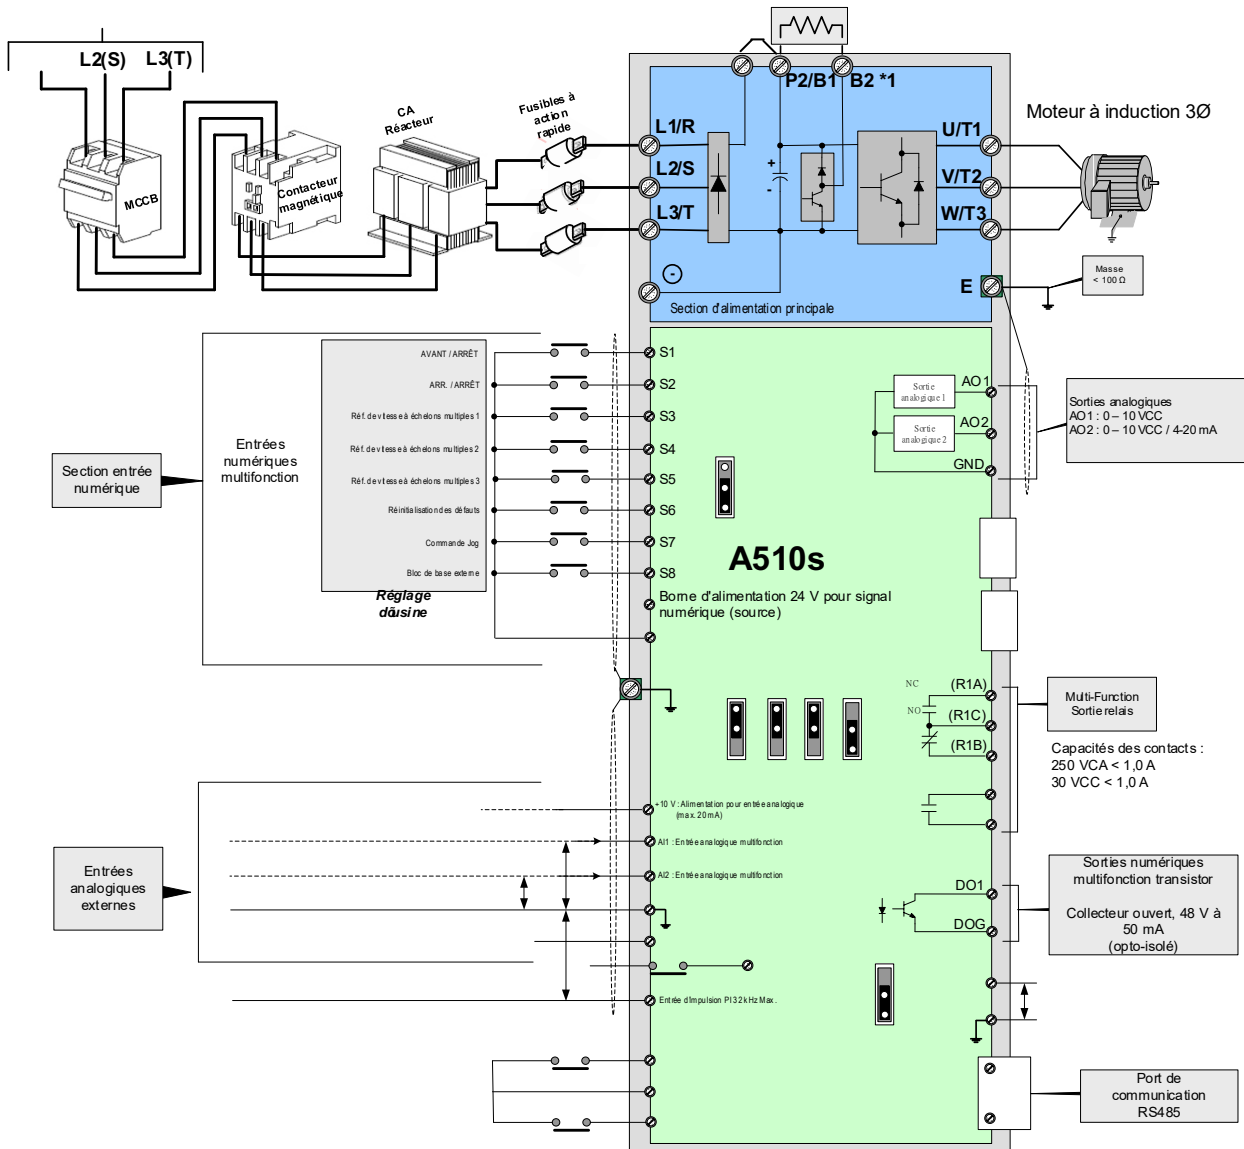 L2(S) L3(T)
MCCB
Contacteur
magnétique
CA
Réacteur
Fusibles à
action
rapide
P2/B1 B2 *1
L1/R
L2/S
L3/T
+
-
-
U/T1
V/T2
W/T3
E
Section d'alimentation principale
Moteur à induction 3Ø
Masse
< 100 Ω
Section entrée
numérique
Entrées
numériques
multifonction
AVANT / ARRÊT
ARR. / ARRÊT
Réf. de vitesse à échelons multiples 1
Réf. de vitesse à échelons multiples 2
Réf. de vitesse à échelons multiples 3
Réinitialisation des défauts
Commande Jog
Bloc de base externe
Réglage
dõusine
S1
S2
S3
S4
S5
S6
S7
S8
A510s
Borne d'alimentation 24 V pour signal
numérique (source)
Sortie
analogique 1
Sortie
analogique 2
AO1
AO2
GND
Sorties analogiques
AO1 : 0 – 10 VCC
AO2 : 0 – 10 VCC / 4-20 mA
NC
NO
(R1A)
(R1C)
(R1B)
Multi-Function
Sortie relais
Capacités des contacts :
250 VCA < 1,0 A
30 VCC < 1,0 A
Entrées
analogiques
externes
+10 V : Alimentation pour entrée analogique
(max. 20 mA)
AI1 : Entrée analogique multifonction
AI2 : Entrée analogique multifonction
Entrée d'Impulsion PI 32 kHz Max.
DO1
DOG
Sorties numériques
multifonction transistor
Collecteur ouvert, 48 V à
50 mA
(opto-isolé)
Port de
communication
RS485